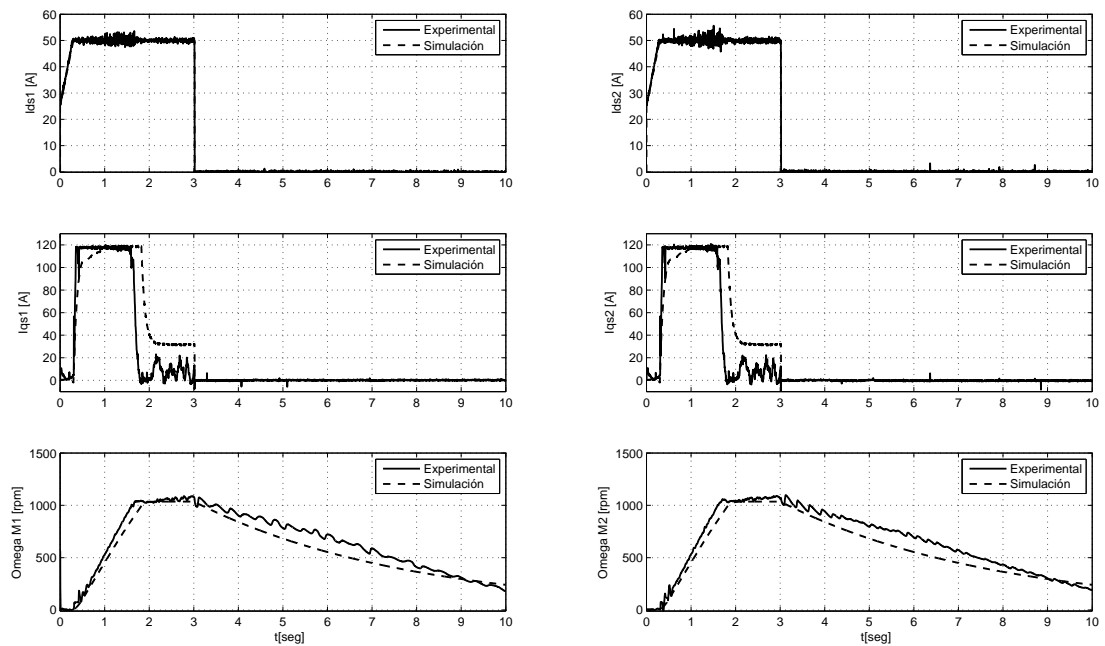 60
50
40
30
20
10
0
Ids1 [A]
Experimental
Simulación
0 1 2 3 4 5 6 7 8 9 10
60
50
40
30
20
10
0
Ids2 [A]
Experimental
Simulación
0 1 2 3 4 5 6 7 8 9 10
120
100
80
60
40
20
0
Iqs1 [A]
Experimental
Simulación
0 1 2 3 4 5 6 7 8 9 10
120
100
80
60
40
20
0
Iqs2 [A]
Experimental
Simulación
0 1 2 3 4 5 6 7 8 9 10
1500
1000
500
0
Omega M1 [rpm]
Experimental
Simulación
0 1 2 3 4 5 6 7 8 9 10
t[seg]
1500
1000
500
0
Omega M2 [rpm]
Experimental
Simulación
0 1 2 3 4 5 6 7 8 9 10
t[seg]